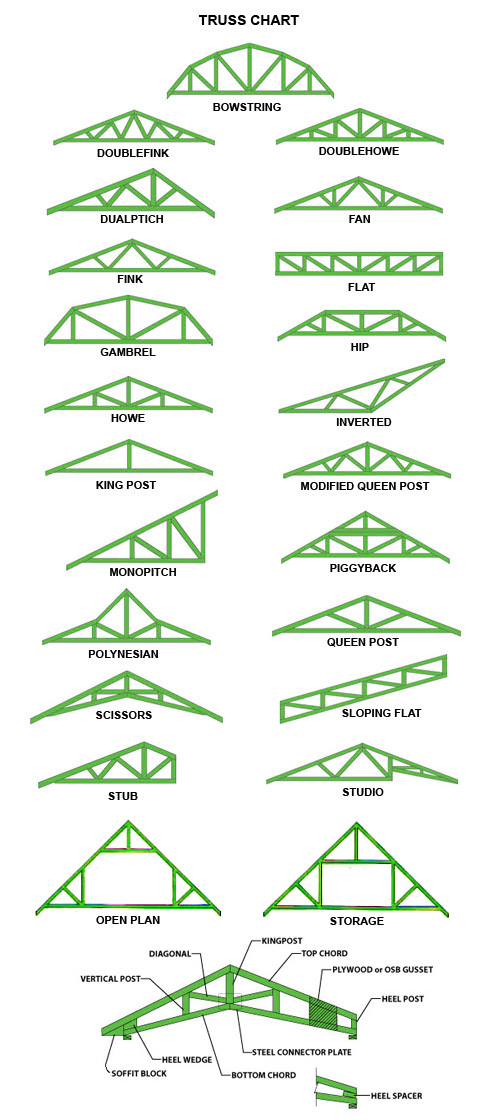 TRUSS CHART
BOWSTRING
DOUBLEFINK
DOUBLEHOWE
DUALPTICH
FAN
FINK
FLAT
GAMBREL
HIP
HOWE
INVERTED
KING POST
MODIFIED QUEEN POST
MONOPITCH
PIGGYBACK
POLYNESIAN
QUEEN POST
SCISSORS
SLOPING FLAT
STUB
STUDIO
OPEN PLAN
STORAGE
KINGPOST
DIAGONAL
TOP CHORD
PLYWOOD or OSB GUSSET
VERTICAL POST
HEEL POST
STEEL CONNECTOR PLATE
HEEL WEDGE
SOFFIT BLOCK
BOTTOM CHORD
HEEL SPACER